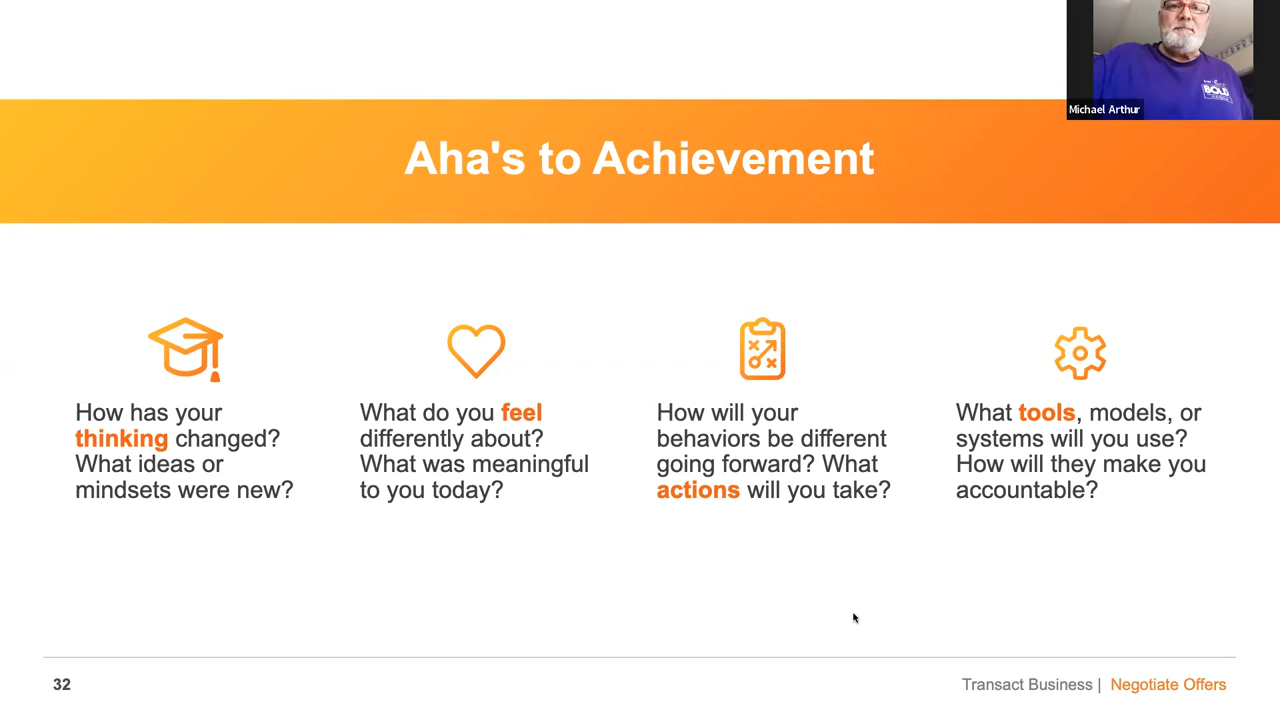 Michael Arthur
BOLD
Aha's to Achievement
How has your
thinking changed?
What ideas or
mindsets were new?
What do you feel
differently about?
What was meaningful
to you today?
How will your
behaviors be different
going forward? What
actions will you take?
What tools, models, or
systems will you use?
How will they make you
accountable?
32
Transact Business | Negotiate Offers